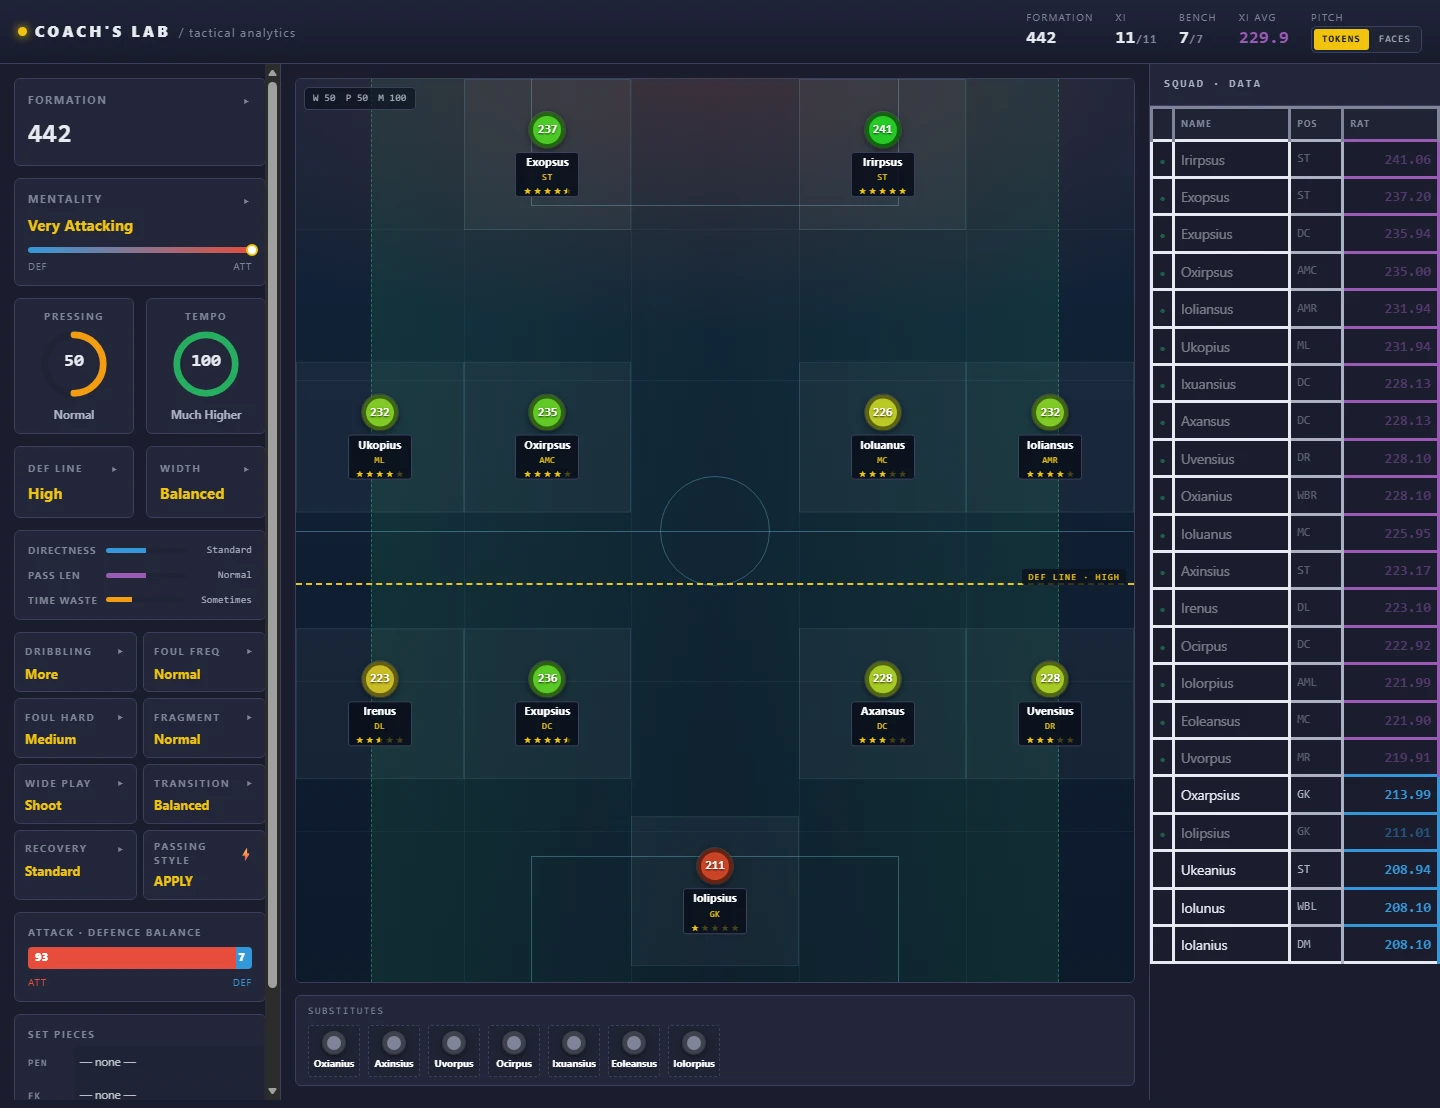 COACH'S LAB / tactical analytics
FORMATION
442
XI
11/11
BENCH
7/7
XI AVG
229.9
PITCH
TOKENS FACES
FORMATION
442
MENTALITY
Very Attacking
DEF ATT
PRESSING
50
Normal
TEMPO
100
Much Higher
DEF LINE
High
WIDTH
Balanced
DIRECTNESS Standard
PASS LEN Normal
TIME WASTE Sometimes
DRIBBLING
More
FOUL FREQ
Normal
FOUL HARD
Medium
FRAGMENT
Normal
WIDE PLAY
Shoot
TRANSITION
Balanced
RECOVERY
Standard
PASSING
STYLE
APPLY
ATTACK · DEFENCE BALANCE
93 7
ATT DEF
SET PIECES
PEN — none —
FK — none —
W 50 P 50 M 100
237
Exopsus
ST
241
Irirpsus
ST
232
Ukopius
ML
235
Oxirpsus
AMC
226
Ioluanus
MC
232
Ioliansus
AMR
DEF LINE · HIGH
223
Irenus
DL
236
Exupsius
DC
228
Axansus
DC
228
Uvensius
DR
211
Iolipsius
GK
SUBSTITUTES
Oxianius
Axinsius
Uvorpus
Ocirpus
Ixuansius
Eoleansus
Iolorpius
SQUAD · DATA
NAME POS RAT
Irirpsus ST 241.06
Exopsus ST 237.20
Exupsius DC 235.94
Oxirpsus AMC 235.00
Ioliansus AMR 231.94
Ukopius ML 231.94
Ixuansius DC 228.13
Axansus DC 228.13
Uvensius DR 228.10
Oxianius WBR 228.10
Ioluanus MC 225.95
Axinsius ST 223.17
Irenus DL 223.10
Ocirpus DC 222.92
Iolorpius AML 221.99
Eoleansus MC 221.90
Uvorpus MR 219.91
Oxarpsius GK 213.99
Iolipsius GK 211.01
Ukeanius ST 208.94
Iolunus WBL 208.10
Iolanius DM 208.10